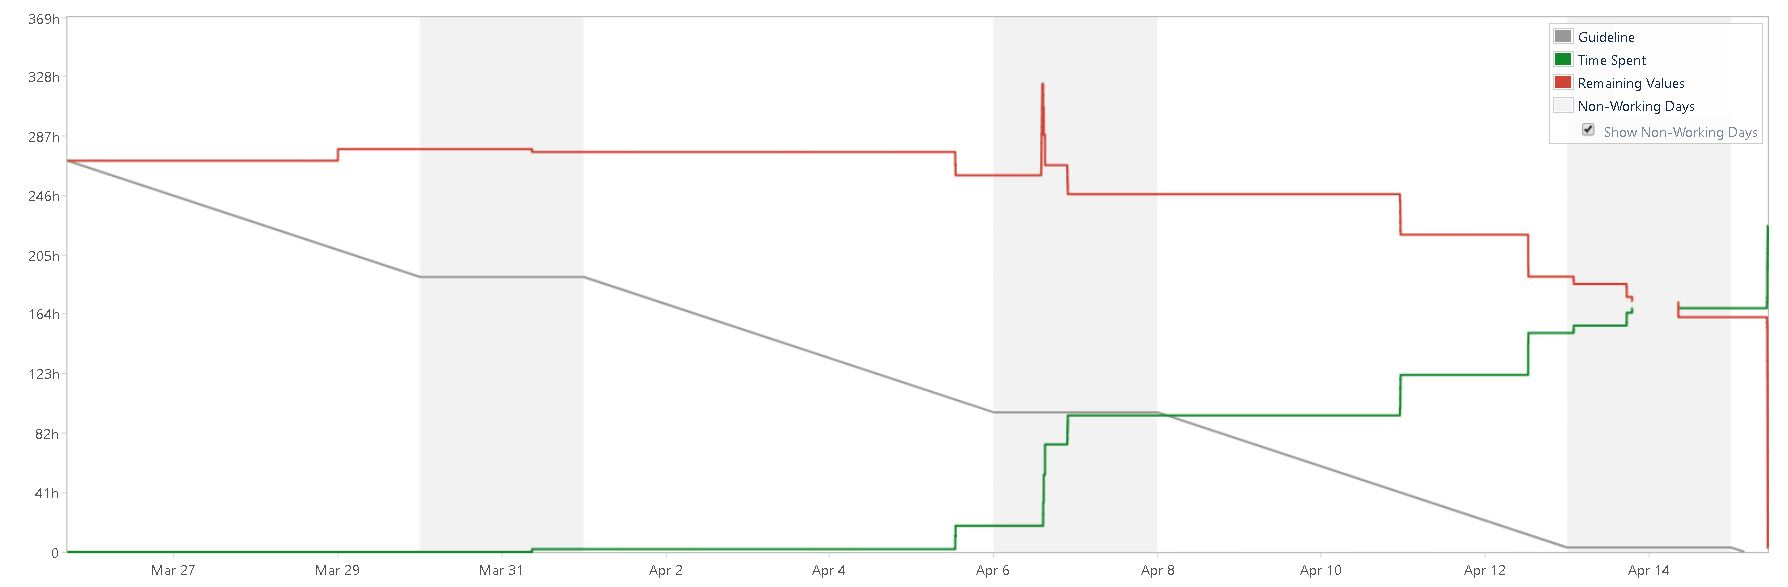 369h
328h
287h
246h
205h
164h
123h
82h
41h
0
Guideline
Time Spent
Remaining Values
Non-Working Days
Show Non-Working Days
Mar 27 Mar 29 Mar 31 Apr 2 Apr 4 Apr 6 Apr 8 Apr 10 Apr 12 Apr 14